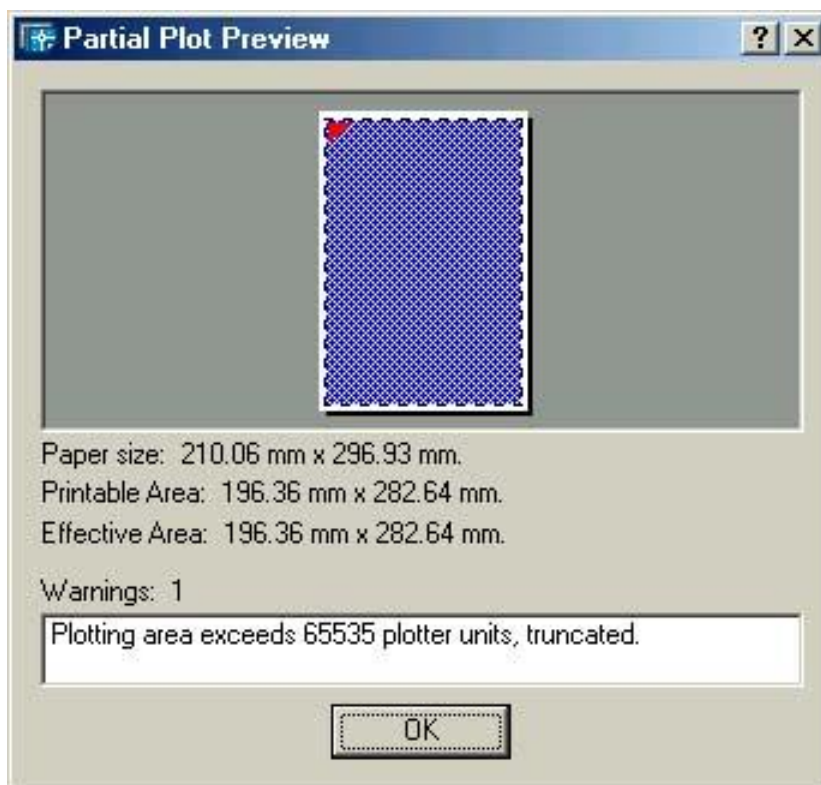 Partial Plot Preview
Paper size: 210.06 mm x 296.93 mm.
Printable Area: 196.36 mm x 282.64 mm.
Effective Area: 196.36 mm x 282.64 mm.
Warnings: 1
Plotting area exceeds 65535 plotter units, truncated.
OK